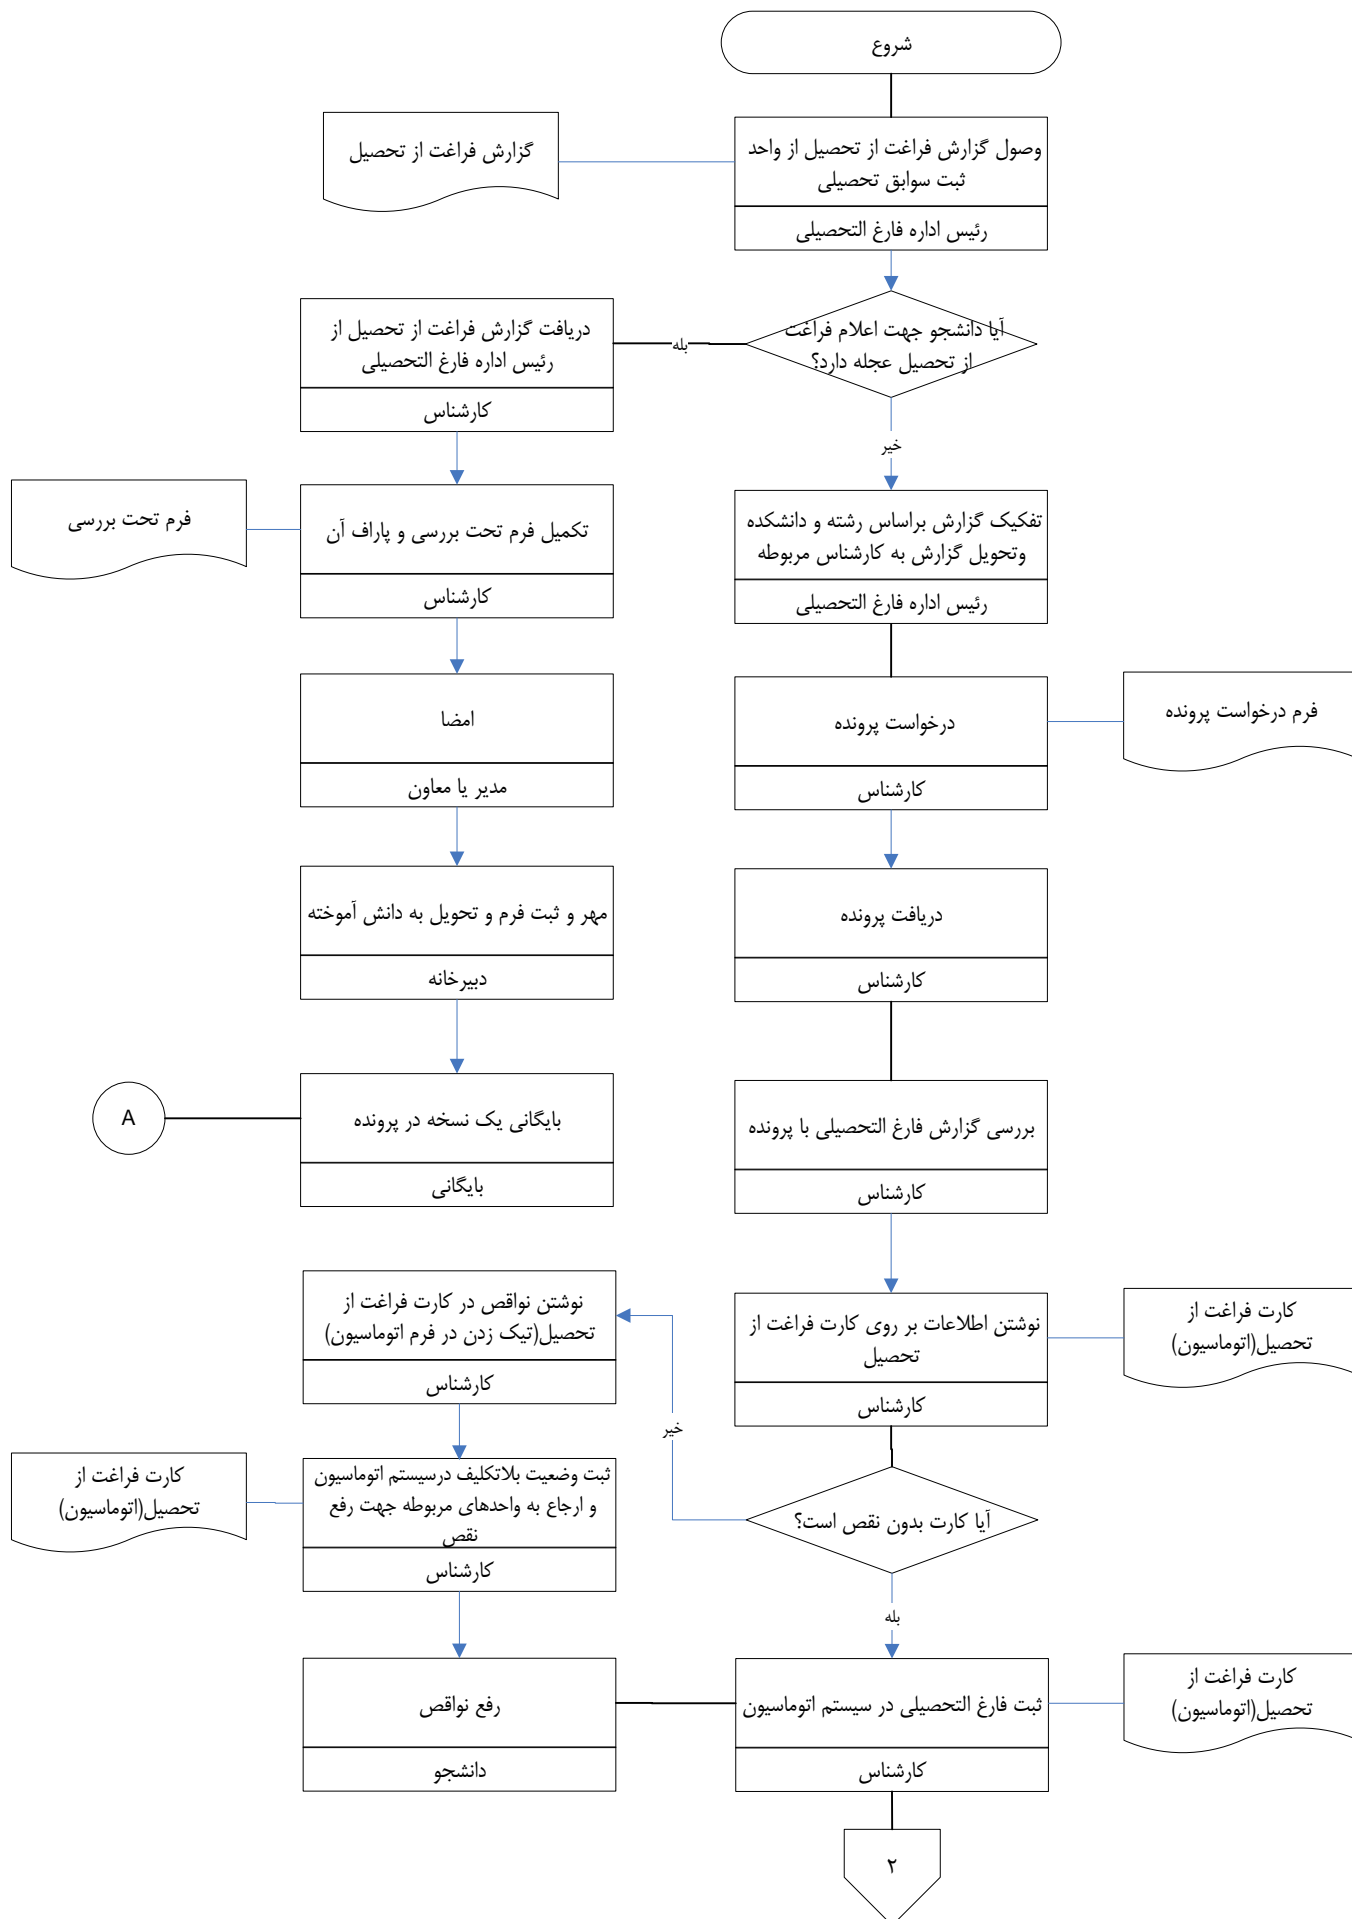 شروع
گزارش فراغت از تحصیل
وصول گزارش فراغت از تحصیل از واحد
ثبت سوابق تحصیلی
رئیس اداره فارغ التحصیلی
آیا دانشجو جهت اعلام فراغت
از تحصیل عجله دارد؟
بله
دریافت گزارش فراغت از تحصیل از
رئیس اداره فارغ التحصیلی
کارشناس
خیر
تفکیک گزارش براساس رشته و دانشکده
وتحویل گزارش به کارشناس مربوطه
رئیس اداره فارغ التحصیلی
تکمیل فرم تحت بررسی و پاراف آن
کارشناس
فرم تحت بررسی
فرم درخواست پرونده
درخواست پرونده
کارشناس
امضا
مدیر یا معاون
دریافت پرونده
کارشناس
مهر و ثبت فرم و تحویل به دانش آموخته
دبیرخانه
بررسی گزارش فارغ التحصیلی با پرونده
کارشناس
بایگانی یک نسخه در پرونده
بایگانی
A
کارت فراغت از
تحصیل(اتوماسیون)
نوشتن اطلاعات بر روی کارت فراغت از
تحصیل
کارشناس
نوشتن نواقص در کارت فراغت از
تحصیل(تیک زدن در فرم اتوماسیون)
کارشناس
خیر
آیا کارت بدون نقص است؟
ثبت وضعیت بلاتکلیف درسیستم اتوماسیون
و ارجاع به واحدهای مربوطه جهت رفع
نقص
کارشناس
کارت فراغت از
تحصیل(اتوماسیون)
بله
کارت فراغت از
تحصیل(اتوماسیون)
ثبت فارغ التحصیلی در سیستم اتوماسیون
کارشناس
رفع نواقص
دانشجو
۲